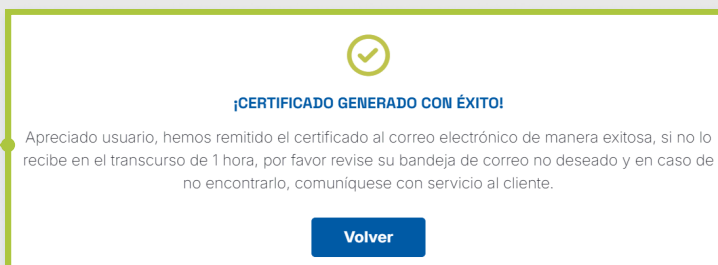 ¡CERTIFICADO GENERADO CON ÉXITO!
Apreciado usuario, hemos remitido el certificado al correo electrónico de manera exitosa, si no lo
recibe en el transcurso de 1 hora, por favor revise su bandeja de correo no deseado y en caso de
no encontrarlo, comuníquese con servicio al cliente.
Volver